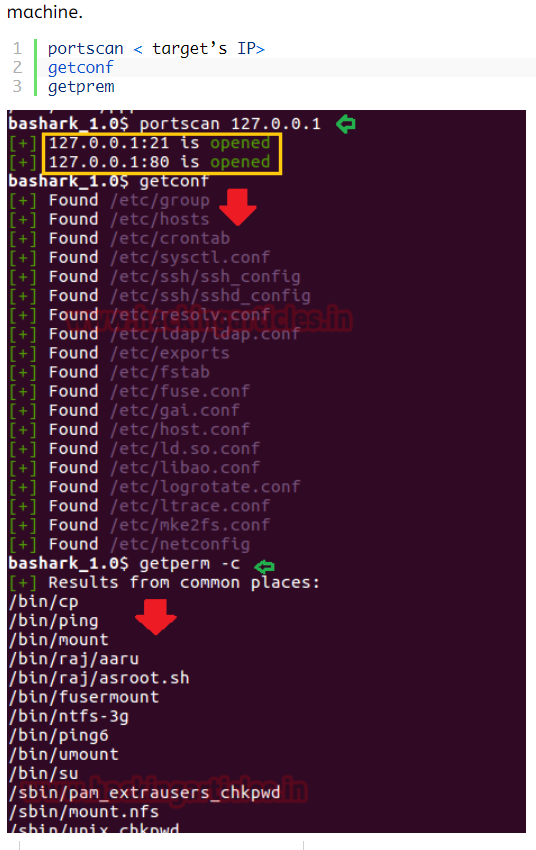 machine.
1 portscan < target’s IP>
2 getconf
3 getprem
bashark_1.0$ portscan 127.0.0.1
[+] 127.0.0.1:21 is opened
[+] 127.0.0.1:80 is opened
bashark_1.0$ getconf
[+] Found /etc/group
[+] Found /etc/hosts
[+] Found /etc/crontab
[+] Found /etc/sysctl.conf
[+] Found /etc/ssh/ssh_config
[+] Found /etc/ssh/sshd_config
[+] Found /etc/resolv.conf
www.hackingarticles.in
[+] Found /etc/ldap/ldap.conf
[+] Found /etc/exports
[+] Found /etc/fstab
[+] Found /etc/fuse.conf
[+] Found /etc/gai.conf
[+] Found /etc/host.conf
[+] Found /etc/ld.so.conf
[+] Found /etc/libao.conf
[+] Found /etc/logrotate.conf
[+] Found /etc/ltrace.conf
[+] Found /etc/mke2fs.conf
[+] Found /etc/netconfig
bashark_1.0$ getperm -c
[+] Results from common places:
/bin/cp
/bin/ping
/bin/mount
/bin/raj/aaru
/bin/raj/asroot.sh
/bin/fusermount
/bin/ntfs-3g
/bin/ping6
/bin/umount
/bin/su
/sbin/pam_extrausers_chkpwd
www.hackingarticles.in
/sbin/mount.nfs
/sbin/unix_chkpwd